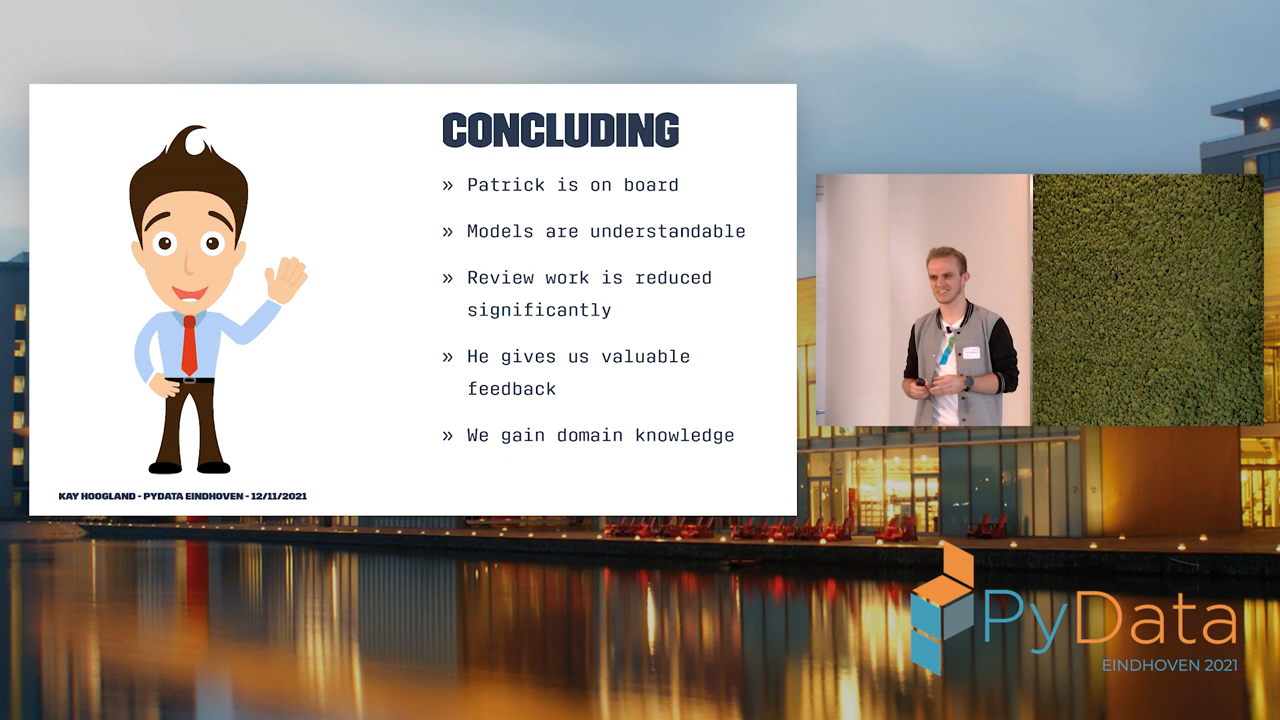 CONCLUDING
» Patrick is on board
» Models are understandable
» Review work is reduced
significantly
» He gives us valuable
feedback
» We gain domain knowledge
KAY HOOGLAND - PYDATA EINDHOVEN - 12/11/2021
PyData
EINDHOVEN 2021